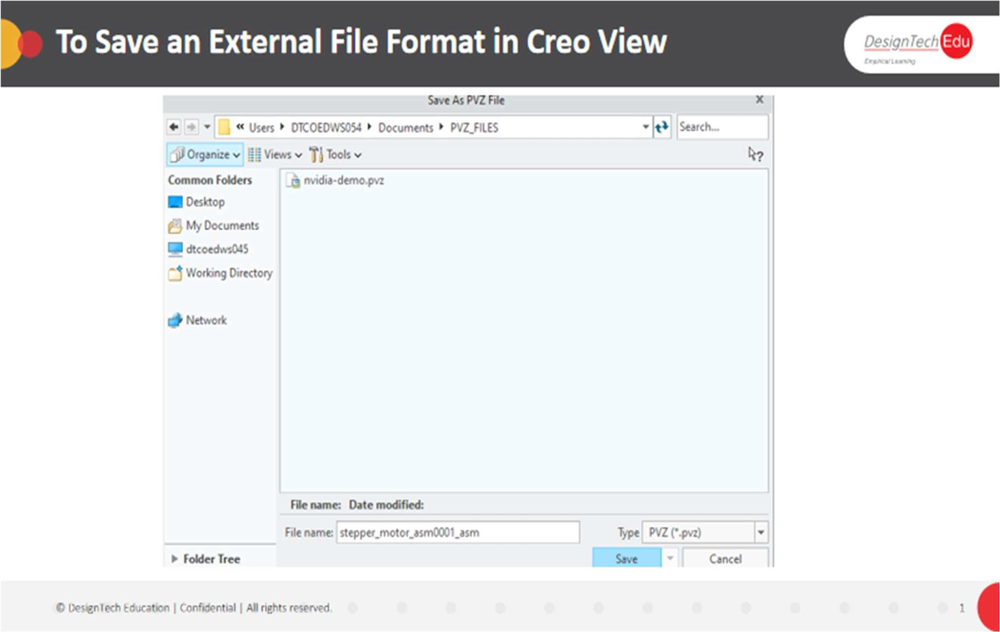 To Save an External File Format in Creo View
DesignTech Edu
Empirical Learning
Save As PVZ File X
« Users DTCOEDWS054 Documents PVZ_FILES Search...
Organize Views Tools ?
Common Folders
nvidia-demo.pvz
Desktop
My Documents
dtcoedws045
Working Directory
Network
File name: Date modified:
File name: stepper_motor_asm0001_asm Type PVZ (*.pvz)
Folder Tree Save Cancel
© DesignTech Education | Confidential | All rights reserved. 1